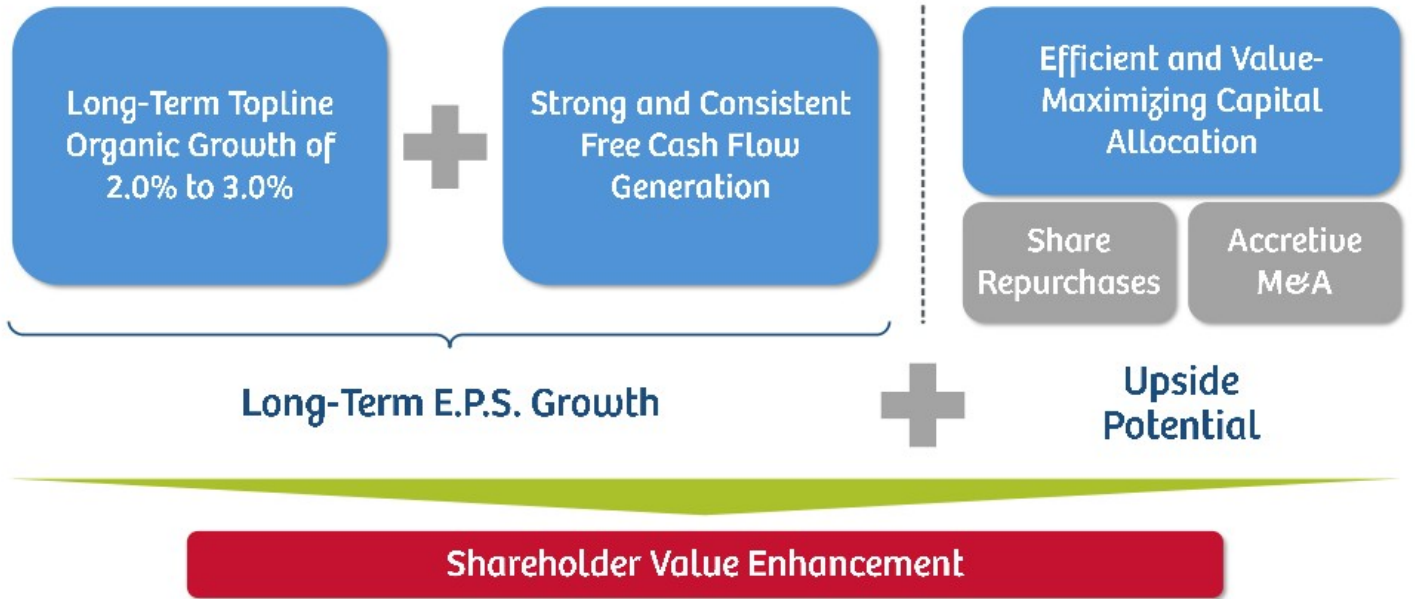 Long-Term Topline
Organic Growth of
2.0% to 3.0%
Strong and Consistent
Free Cash Flow
Generation
Efficient and Value-
Maximizing Capital
Allocation
Share
Repurchases
Accretive
M&A
Long-Term E.P.S. Growth
Upside
Potential
Shareholder Value Enhancement